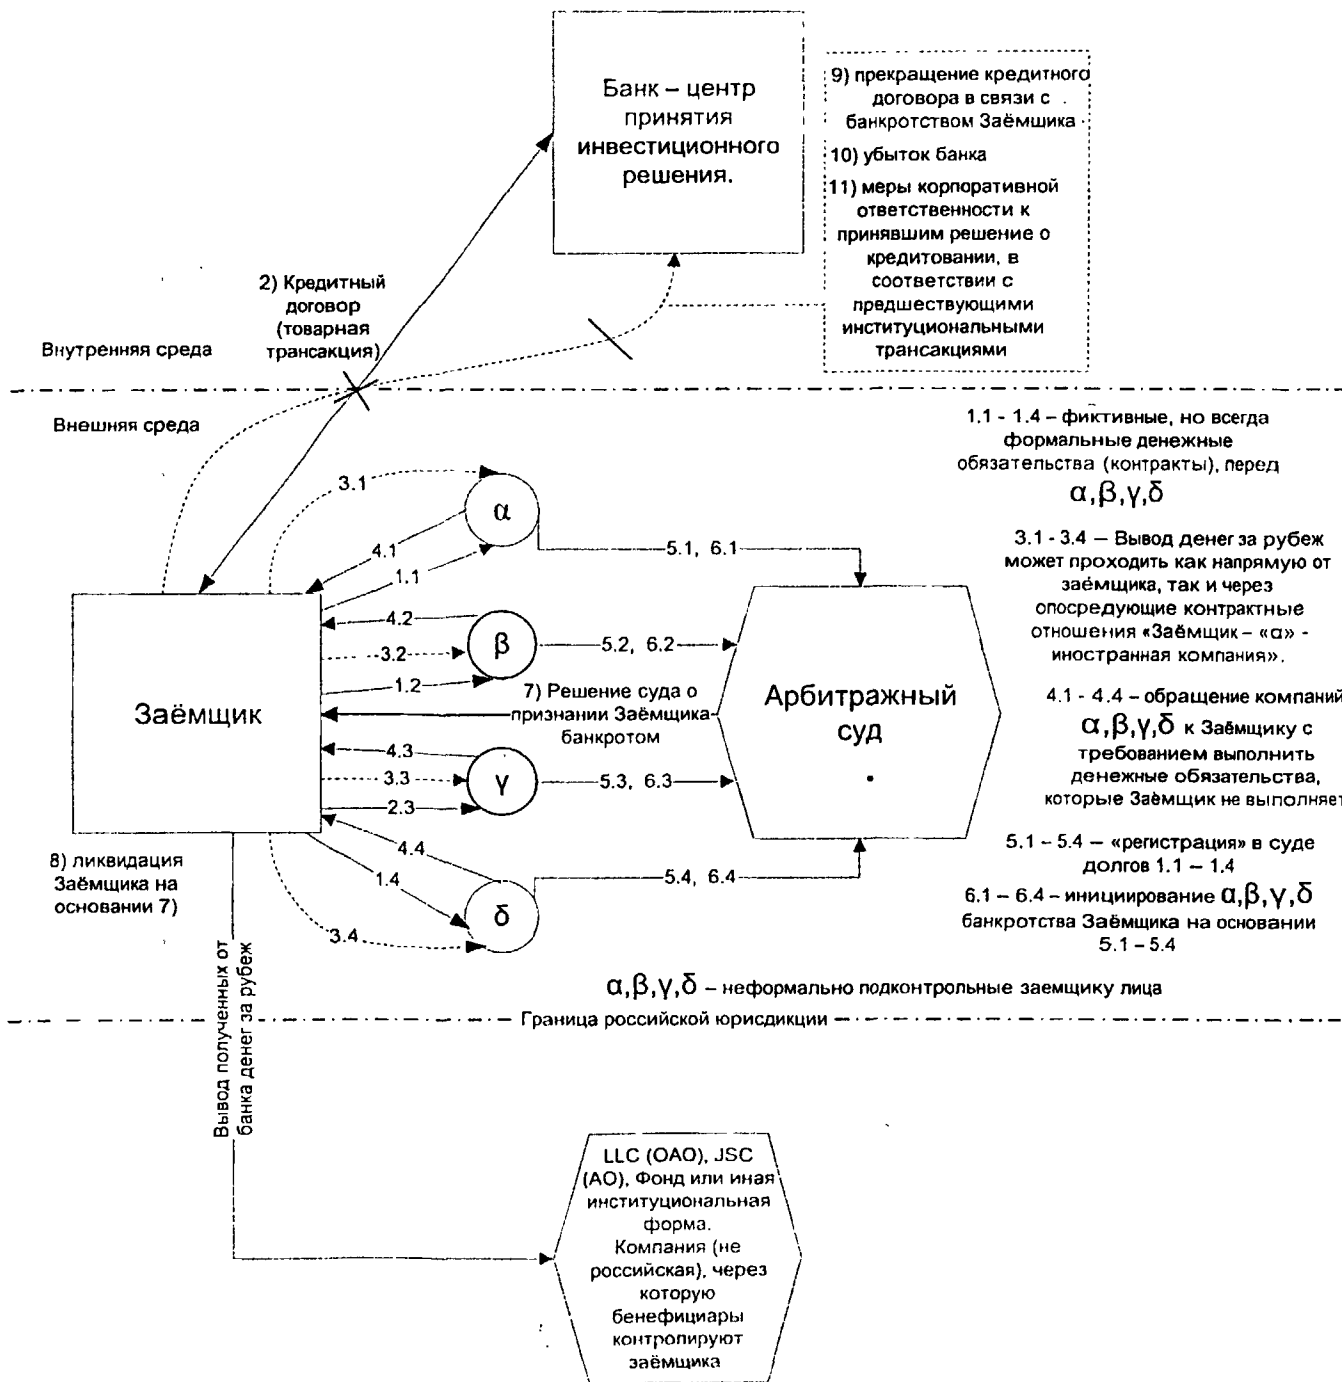 Банк – центр
принятия
инвестиционного
решения.
9) прекращение кредитного
договора в связи с
банкротством Заёмщика
10) убыток банка
11) меры корпоративной
ответственности к
принявшим решение о
кредитовании, в
соответствии с
предшествующими
институциональными
трансакциями
2) Кредитный
договор
(товарная
трансакция)
Внутренняя среда
Внешняя среда
1.1 - 1.4 – фиктивные, но всегда
формальные денежные
обязательства (контракты), перед
α,β,γ,δ
3.1 - 3.4 – Вывод денег за рубеж
может проходить как напрямую от
заёмщика, так и через
опосредующие контрактные
отношения «Заёмщик – «α» -
иностранная компания».
4.1 - 4.4 – обращение компаний
α,β,γ,δ к Заёмщику с
требованием выполнить
денежные обязательства,
которые Заёмщик не выполняет
5.1 – 5.4 – «регистрация» в суде
долгов 1.1 – 1.4
6.1 – 6.4 – инициирование α,β,γ,δ
банкротства Заёмщика на основании
5.1 – 5.4
3.1
α
4.1
1.1
5.1, 6.1
4.2
β
3.2
1.2
5.2, 6.2
Заёмщик
7) Решение суда о
признании Заёмщика
банкротом
Арбитражный
суд
4.3
γ
3.3
2.3
5.3, 6.3
4.4
1.4
δ
3.4
5.4, 6.4
8) ликвидация
Заёмщика на
основании 7)
α,β,γ,δ – неформально подконтрольные заемщику лица
Граница российской юрисдикции
Вывод полученных от
банка денег за рубеж
LLC (ОАО), JSC
(АО), Фонд или иная
институциональная
форма.
Компания (не
российская), через
которую
бенефициары
контролируют
заёмщика